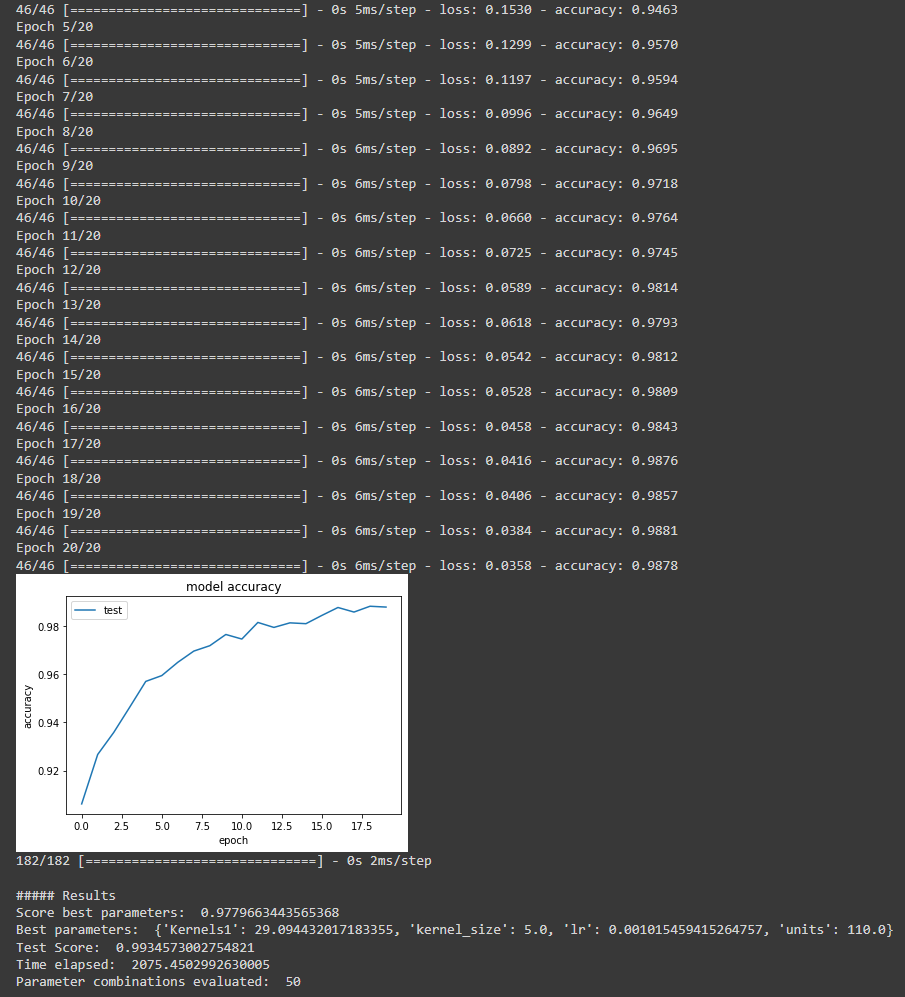 46/46 [==============================] - 0s 5ms/step - loss: 0.1530 - accuracy: 0.9463
Epoch 5/20
46/46 [==============================] - 0s 5ms/step - loss: 0.1299 - accuracy: 0.9570
Epoch 6/20
46/46 [==============================] - 0s 5ms/step - loss: 0.1197 - accuracy: 0.9594
Epoch 7/20
46/46 [==============================] - 0s 5ms/step - loss: 0.0996 - accuracy: 0.9649
Epoch 8/20
46/46 [==============================] - 0s 6ms/step - loss: 0.0892 - accuracy: 0.9695
Epoch 9/20
46/46 [==============================] - 0s 6ms/step - loss: 0.0798 - accuracy: 0.9718
Epoch 10/20
46/46 [==============================] - 0s 6ms/step - loss: 0.0660 - accuracy: 0.9764
Epoch 11/20
46/46 [==============================] - 0s 6ms/step - loss: 0.0725 - accuracy: 0.9745
Epoch 12/20
46/46 [==============================] - 0s 6ms/step - loss: 0.0589 - accuracy: 0.9814
Epoch 13/20
46/46 [==============================] - 0s 6ms/step - loss: 0.0618 - accuracy: 0.9793
Epoch 14/20
46/46 [==============================] - 0s 6ms/step - loss: 0.0542 - accuracy: 0.9812
Epoch 15/20
46/46 [==============================] - 0s 6ms/step - loss: 0.0528 - accuracy: 0.9809
Epoch 16/20
46/46 [==============================] - 0s 6ms/step - loss: 0.0458 - accuracy: 0.9843
Epoch 17/20
46/46 [==============================] - 0s 6ms/step - loss: 0.0416 - accuracy: 0.9876
Epoch 18/20
46/46 [==============================] - 0s 6ms/step - loss: 0.0406 - accuracy: 0.9857
Epoch 19/20
46/46 [==============================] - 0s 6ms/step - loss: 0.0384 - accuracy: 0.9881
Epoch 20/20
46/46 [==============================] - 0s 6ms/step - loss: 0.0358 - accuracy: 0.9878
model accuracy
test
0.98
0.96
0.94
0.92
accuracy
0.0 2.5 5.0 7.5 10.0 12.5 15.0 17.5
epoch
182/182 [==============================] - 0s 2ms/step
##### Results
Score best parameters:  0.9779663443565368
Best parameters:  {'Kernels1': 29.094432017183355, 'kernel_size': 5.0, 'lr': 0.001015459415264757, 'units': 110.0}
Test Score:  0.9934573002754821
Time elapsed:  2075.4502992630005
Parameter combinations evaluated:  50